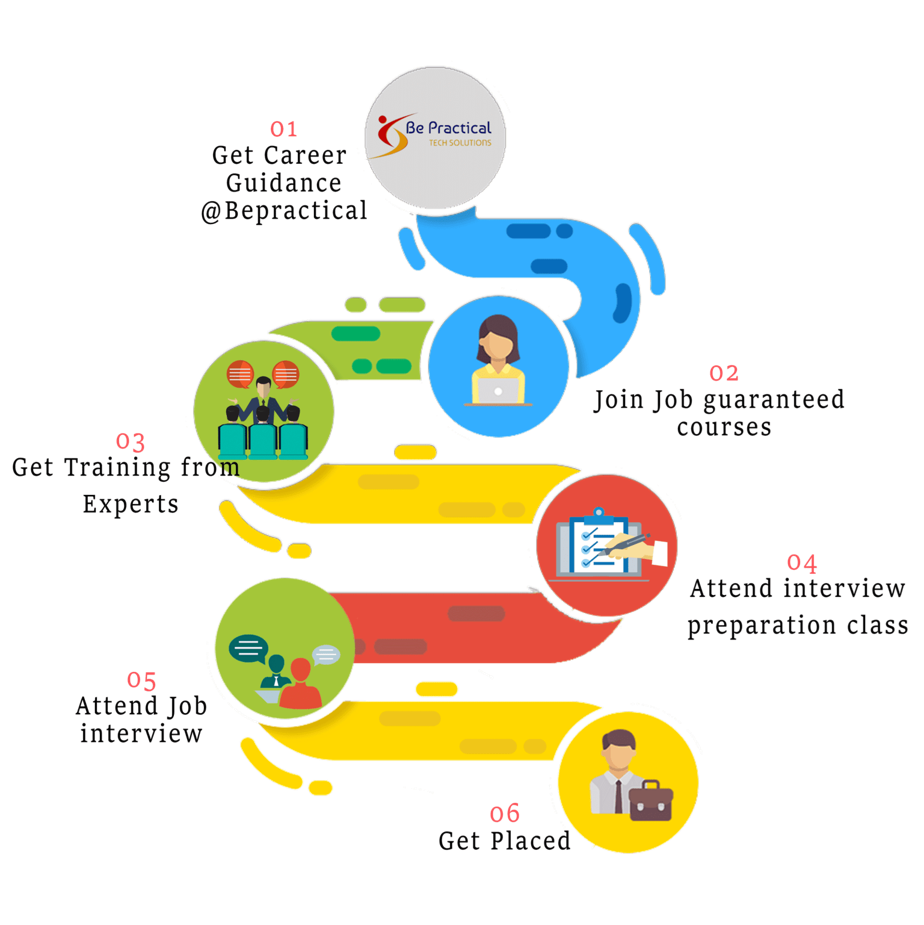 Be Practical
TECH SOLUTIONS
01
Get Career
Guidance
@Bepractical
02
Join Job guaranteed
courses
03
Get Training from
Experts
04
Attend interview
preparation class
05
Attend Job
interview
06
Get Placed